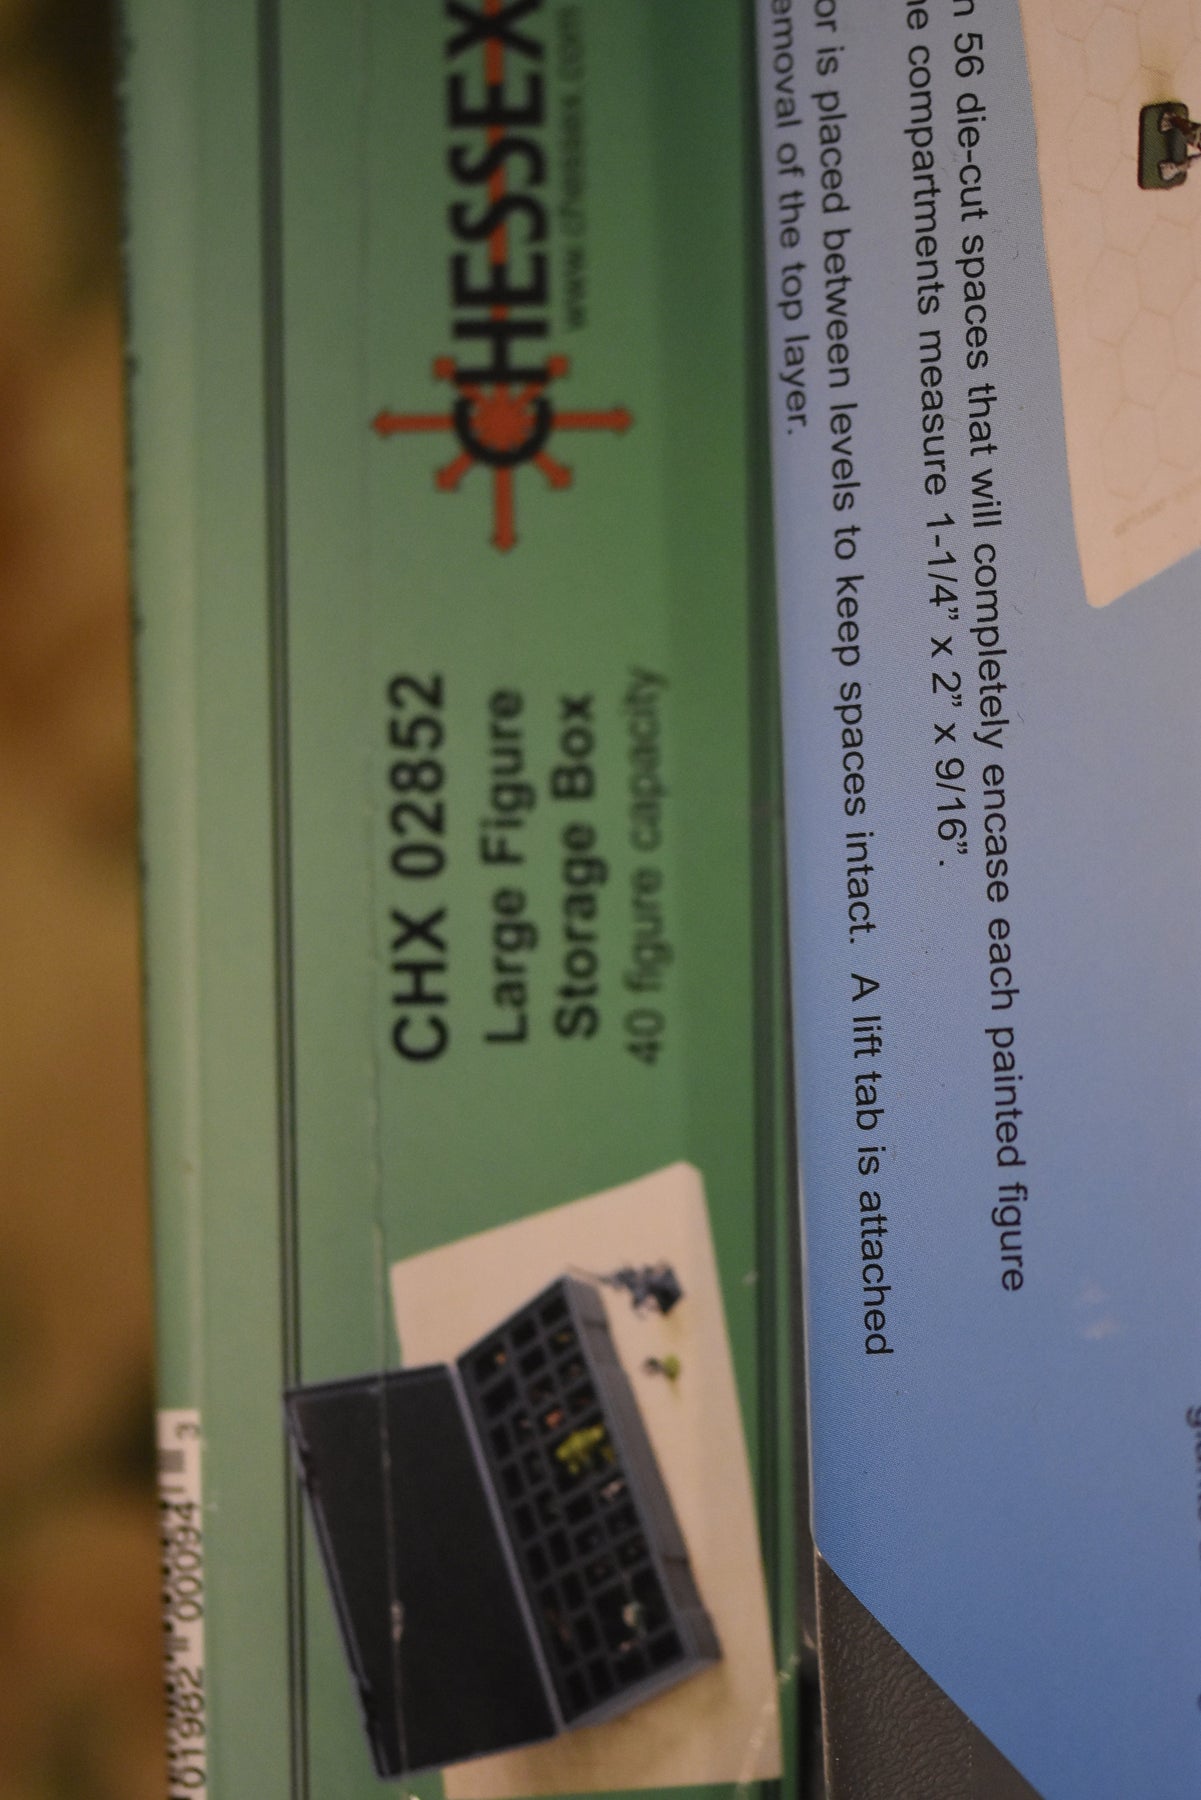 CHESSEX
www.chessex.com
CHX 02852
Large Figure
Storage Box
40 figure capacity
56 die-cut spaces that will completely encase each painted figure
compartments measure 1-1/4” x 2” x 9/16”.
or is placed between levels to keep spaces intact. A lift tab is attached
emoval of the top layer.